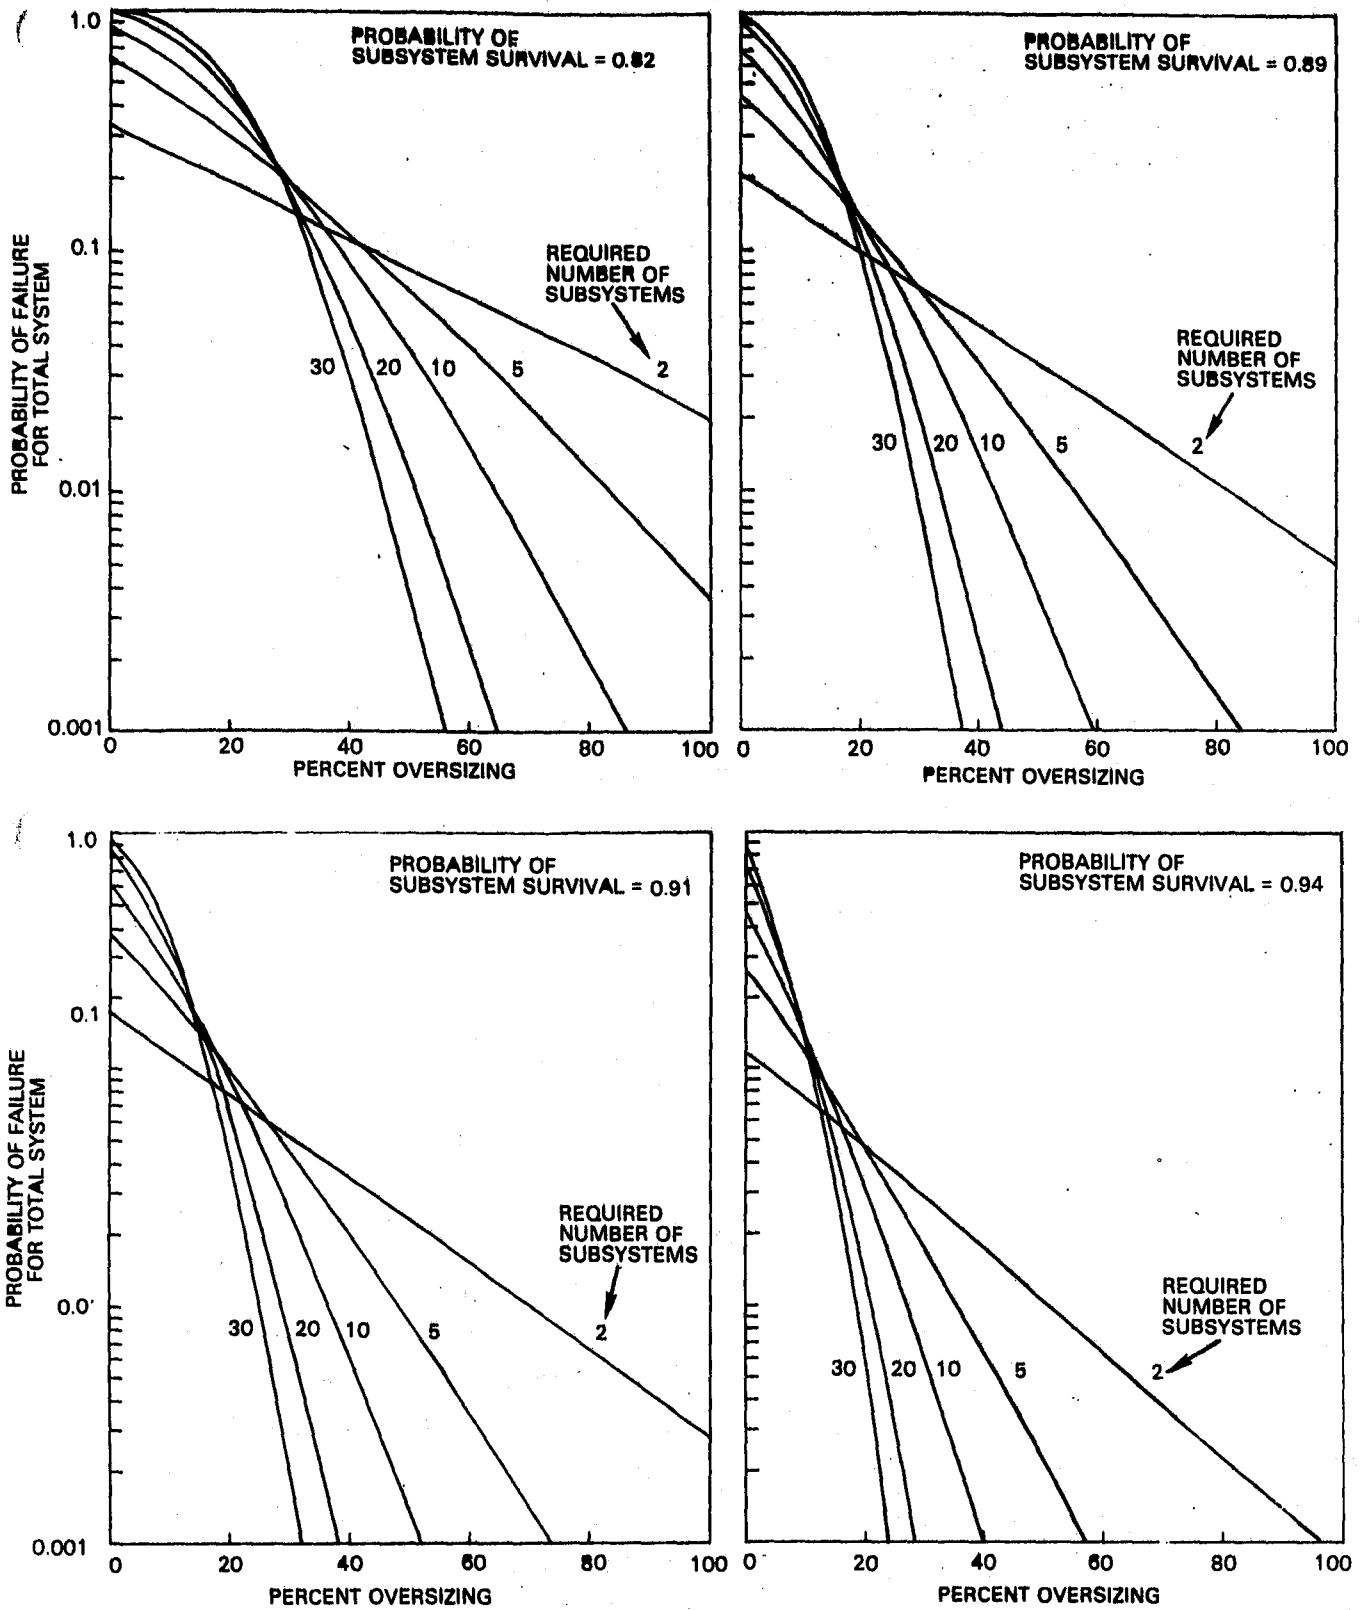 PROBABILITY OF
SUBSYSTEM SURVIVAL = 0.82
1.0
0.1
0.01
0.001
PROBABILITY OF FAILURE
FOR TOTAL SYSTEM
REQUIRED
NUMBER OF
SUBSYSTEMS
30 20 10 5 2
0 20 40 60 80 100
PERCENT OVERSIZING
PROBABILITY OF
SUBSYSTEM SURVIVAL = 0.89
REQUIRED
NUMBER OF
SUBSYSTEMS
30 20 10 5 2
0 20 40 60 80 100
PERCENT OVERSIZING
PROBABILITY OF
SUBSYSTEM SURVIVAL = 0.91
1.0
0.1
0.0'
0.001
PROBABILITY OF FAILURE
FOR TOTAL SYSTEM
REQUIRED
NUMBER OF
SUBSYSTEMS
30 20 10 5 2
0 20 40 60 80 100
PERCENT OVERSIZING
PROBABILITY OF
SUBSYSTEM SURVIVAL = 0.94
REQUIRED
NUMBER OF
SUBSYSTEMS
30 20 10 5 2
0 20 40 60 80 100
PERCENT OVERSIZING